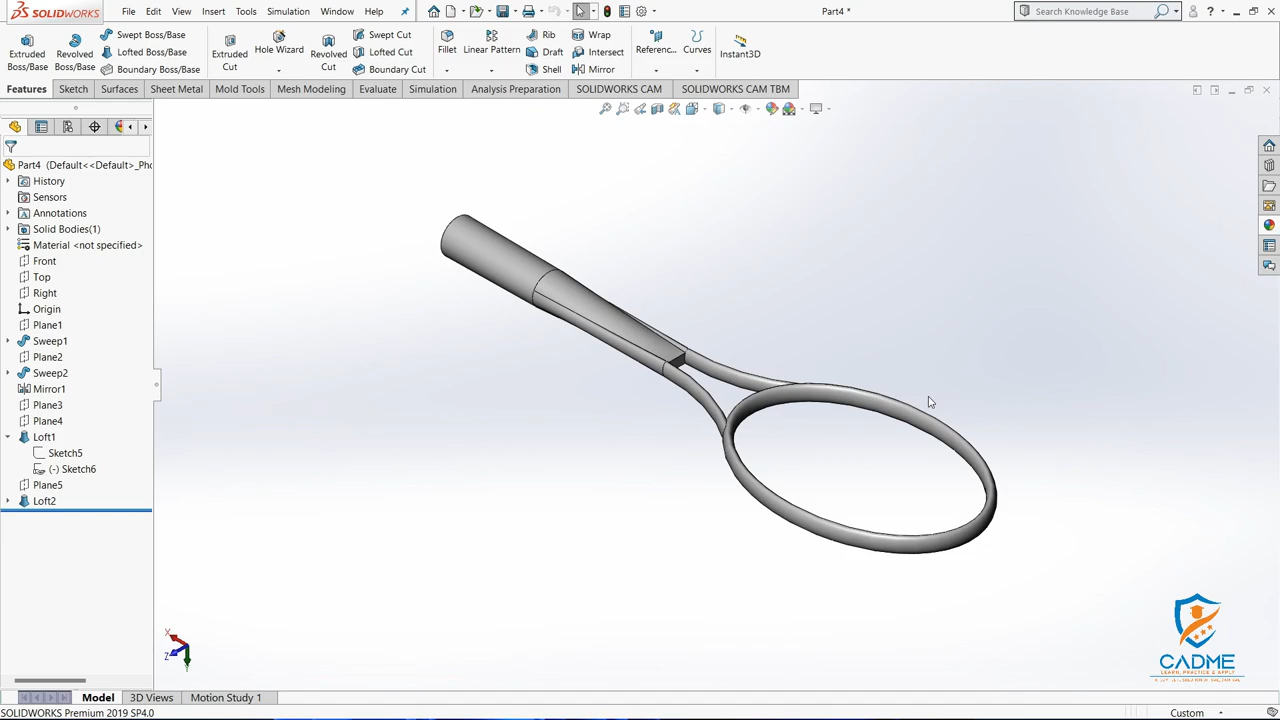 SOLIDWORKS
File
Edit
View
Insert
Tools
Simulation
Window
Help
Part4 *
Search Knowledge Base
Extruded Boss/Base
Revolved Boss/Base
Swept Boss/Base
Lofted Boss/Base
Boundary Boss/Base
Extruded Cut
Hole Wizard
Revolved Cut
Swept Cut
Lofted Cut
Boundary Cut
Fillet
Linear Pattern
Rib
Draft
Shell
Wrap
Intersect
Mirror
Referenc...
Curves
Instant3D
Features
Sketch
Surfaces
Sheet Metal
Mold Tools
Mesh Modeling
Evaluate
Simulation
Analysis Preparation
SOLIDWORKS CAM
SOLIDWORKS CAM TBM
Part4 (Default<<Default>_Pho
History
Sensors
Annotations
Solid Bodies(1)
Material <not specified>
Front
Top
Right
Origin
Plane1
Sweep1
Plane2
Sweep2
Mirror1
Plane3
Plane4
Loft1
Sketch5
(-) Sketch6
Plane5
Loft2
X
Z
Y
CADME
LEARN, PRACTICE & APPLY
Model
3D Views
Motion Study 1
SOLIDWORKS Premium 2019 SP4.0
Custom